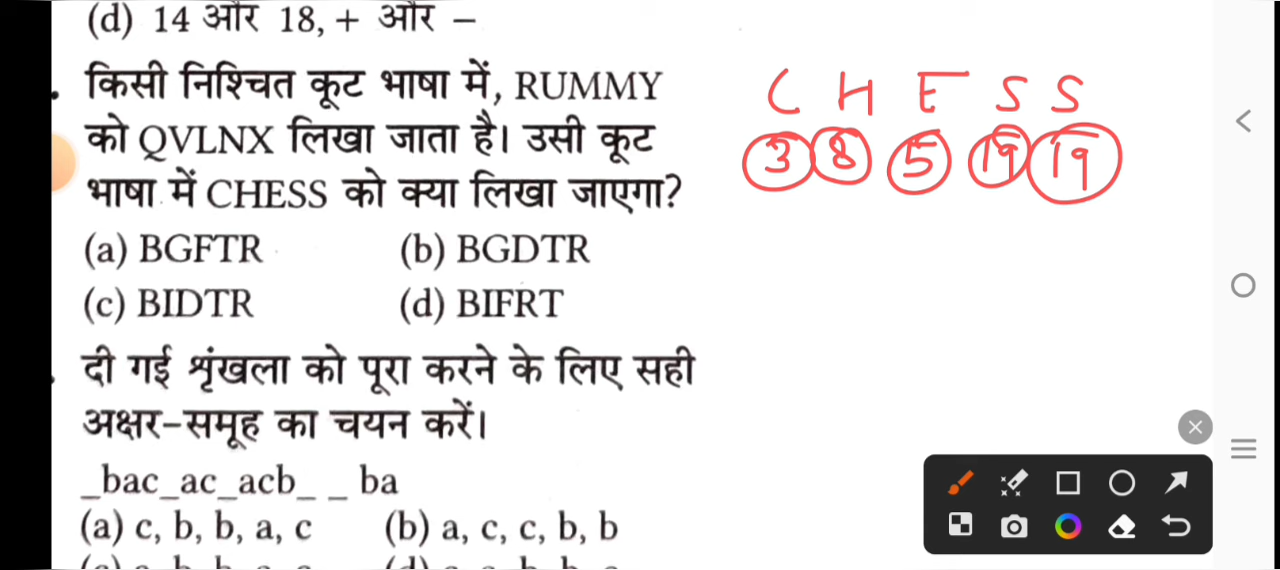 (d) 14 और 18, + और −
. किसी निश्चित कूट भाषा में, RUMMY
को QVLNX लिखा जाता है। उसी कूट
भाषा में CHESS को क्या लिखा जाएगा?
(a) BGFTR (b) BGDTR
(c) BIDTR (d) BIFRT
C H E S S
3 8 5 19 19
. दी गई शृंखला को पूरा करने के लिए सही
अक्षर-समूह का चयन करें।
_bac_ac_acb_ _ ba
(a) c, b, b, a, c (b) a, c, c, b, b